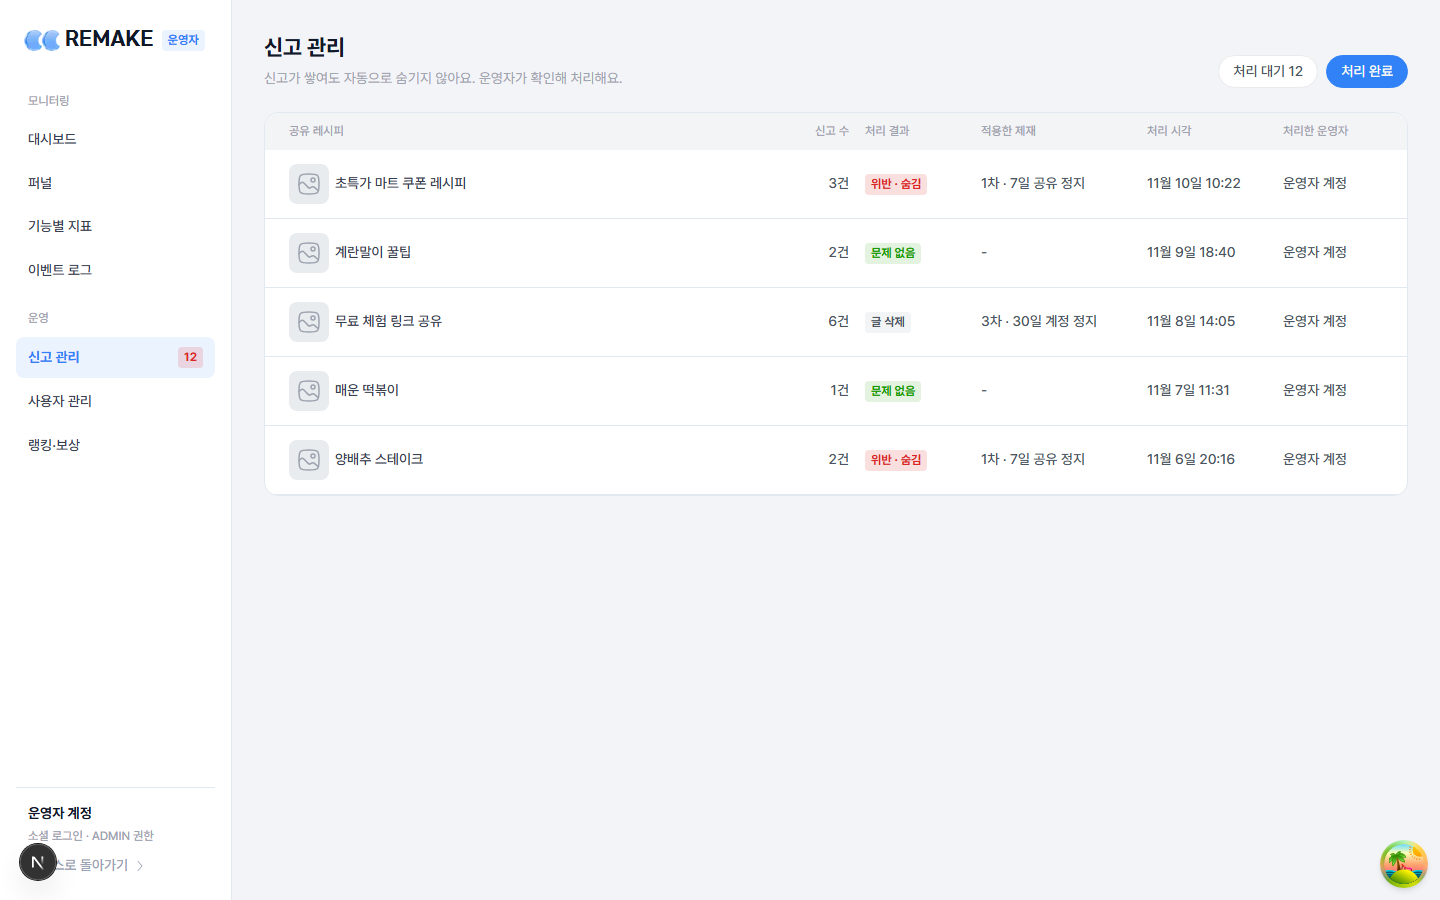 REMAKE 운영자
모니터링
대시보드
퍼널
기능별 지표
이벤트 로그
운영
신고 관리 12
사용자 관리
랭킹·보상
운영자 계정
소셜 로그인 · ADMIN 권한
N
스로 돌아가기
신고 관리
신고가 쌓여도 자동으로 숨기지 않아요. 운영자가 확인해 처리해요.
처리 대기 12 처리 완료
공유 레시피 신고 수 처리 결과 적용한 제재 처리 시각 처리한 운영자
초특가 마트 쿠폰 레시피 3건 위반 · 숨김 1차 · 7일 공유 정지 11월 10일 10:22 운영자 계정
계란말이 꿀팁 2건 문제 없음 - 11월 9일 18:40 운영자 계정
무료 체험 링크 공유 6건 글 삭제 3차 · 30일 계정 정지 11월 8일 14:05 운영자 계정
매운 떡볶이 1건 문제 없음 - 11월 7일 11:31 운영자 계정
양배추 스테이크 2건 위반 · 숨김 1차 · 7일 공유 정지 11월 6일 20:16 운영자 계정